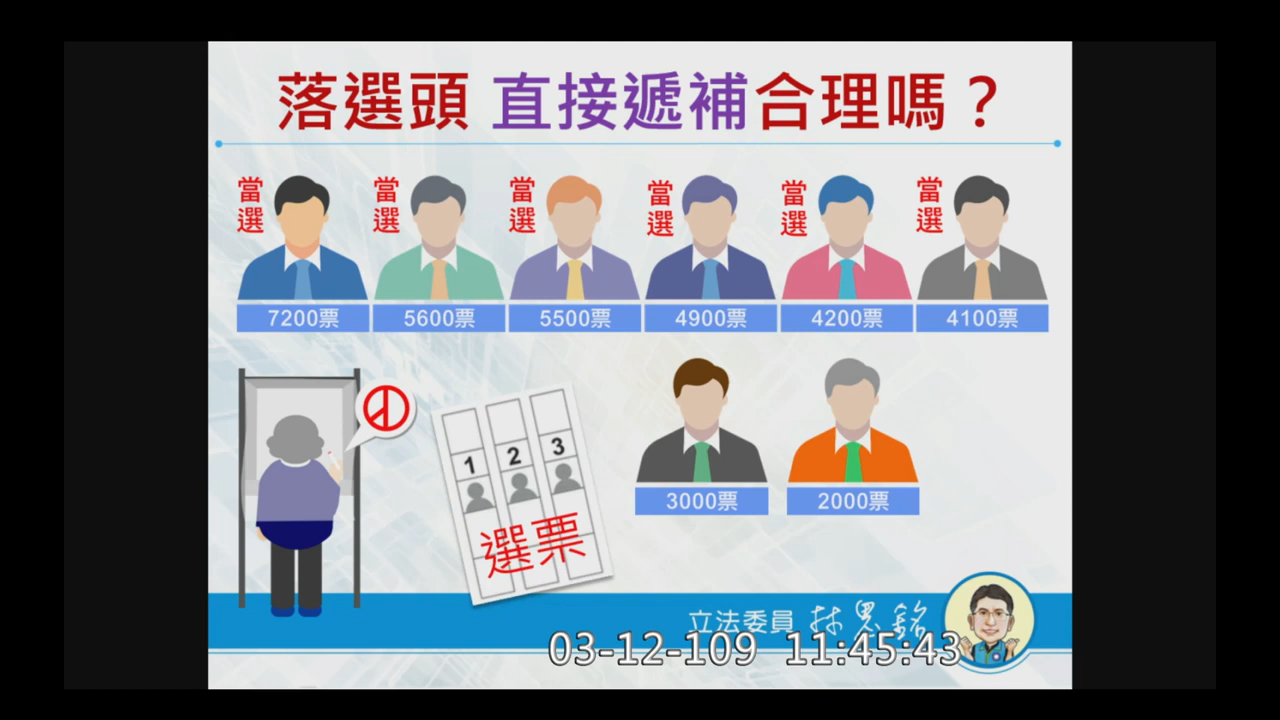 落選頭 直接遞補合理嗎？
當選 當選 當選 當選 當選 當選
7200票 5600票 5500票 4900票 4200票 4100票
1 2 3
選票
3000票 2000票
立法委員 林思銘
03-12-109 11:45:43